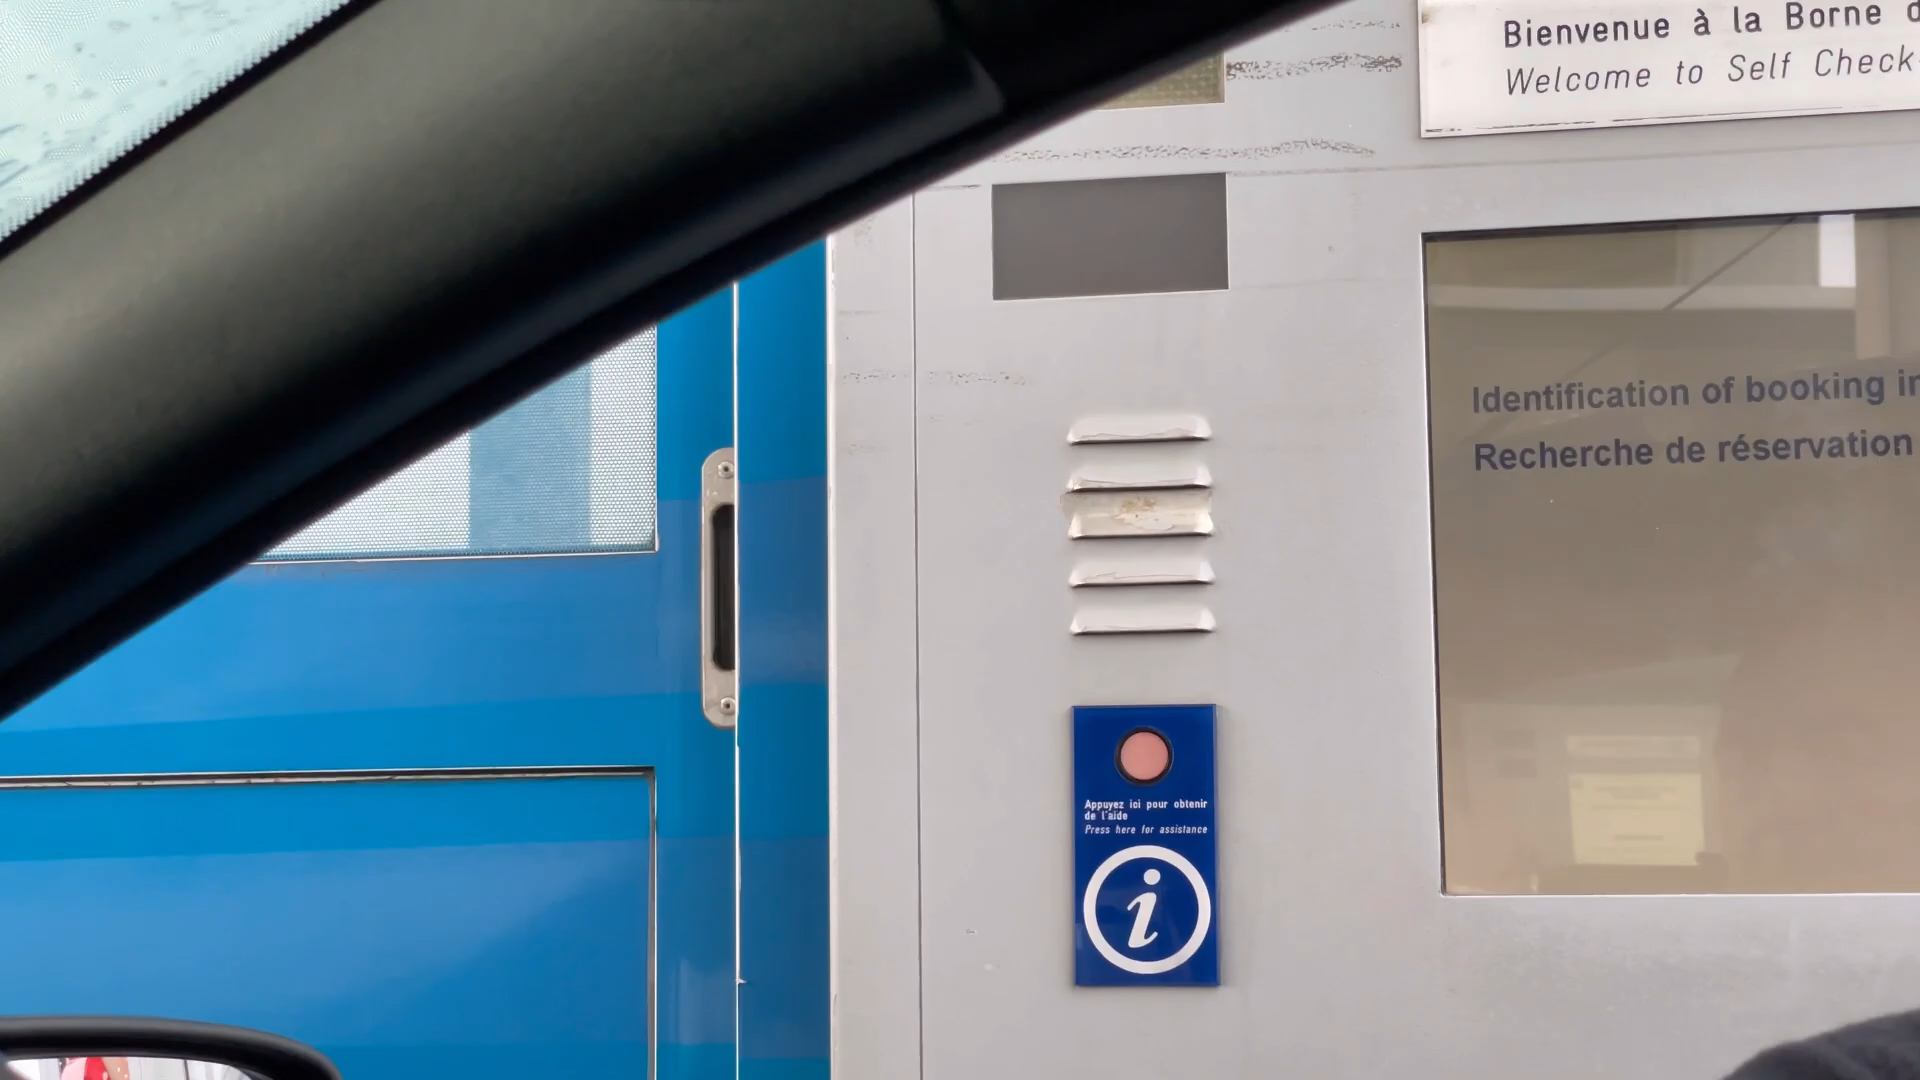 Bienvenue à la Borne
Welcome to Self Check
Identification of booking
Recherche de réservation
Appuyez ici pour obtenir
de l'aide
Press here for assistance
i